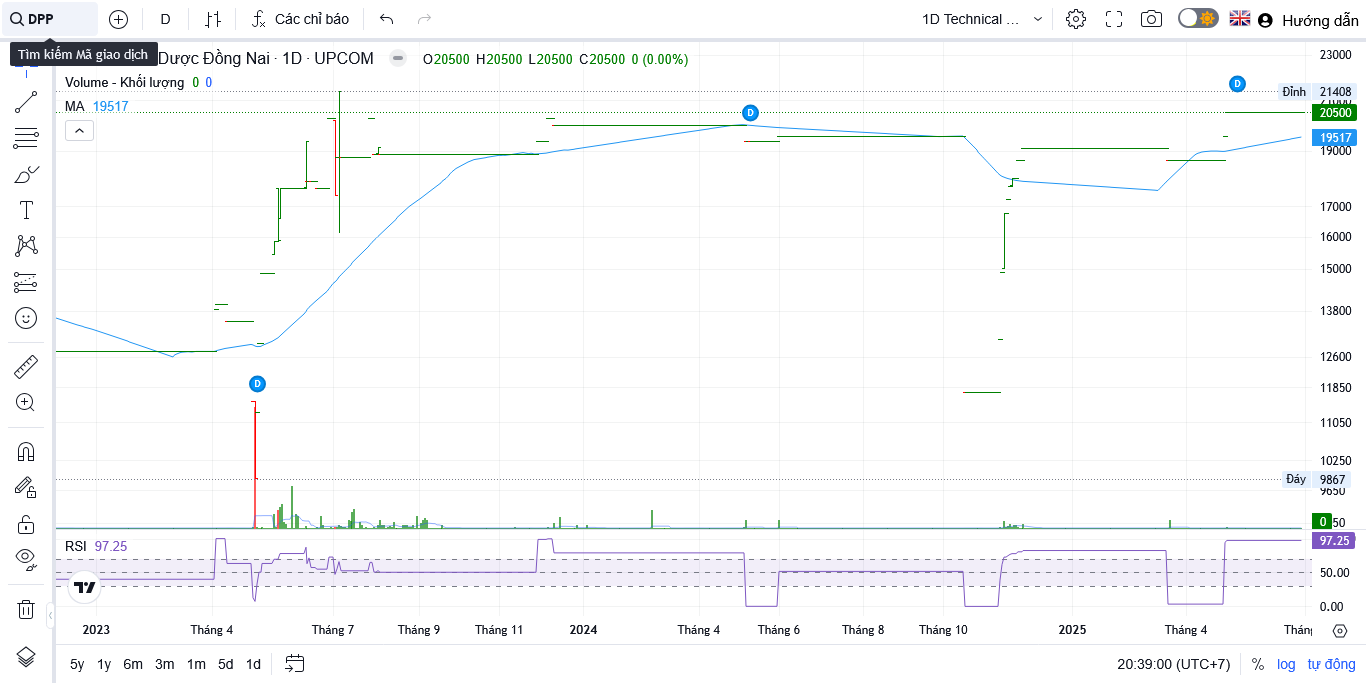 DPP
D
Các chỉ báo
1D Technical ...
Hướng dẫn
Tìm kiếm Mã giao dịch
Dược Đồng Nai · 1D · UPCOM
O20500 H20500 L20500 C20500 0 (0.00%)
Volume - Khối lượng 0 0
MA 19517
23000
D
Đỉnh 21408
D
20500
19517
19000
17000
16000
15000
13800
12600
D
11850
11050
10250
Đáy 9867
9650
0
RSI 97.25
97.25
50.00
0.00
2023 Tháng 4 Tháng 7 Tháng 9 Tháng 11 2024 Tháng 4 Tháng 6 Tháng 8 Tháng 10 2025 Tháng 4
5y 1y 6m 3m 1m 5d 1d
20:39:00 (UTC+7) % log tự động